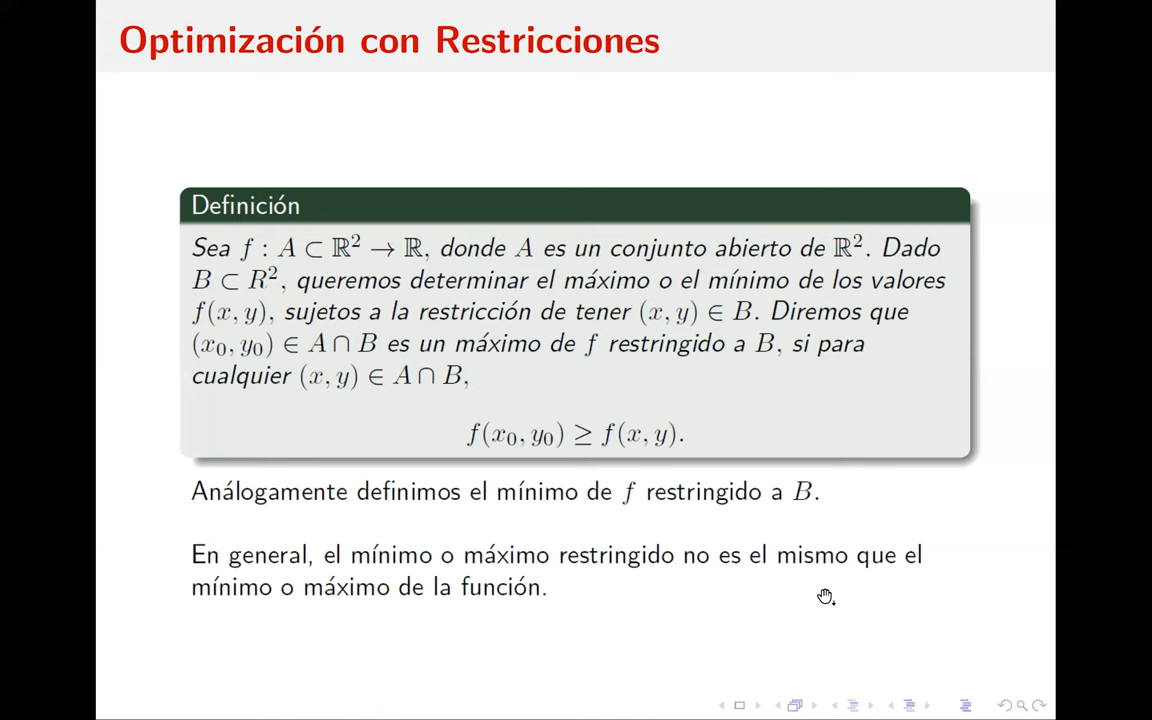 Optimización con Restricciones
Definición
Sea f : A ⊂ ℝ² → ℝ, donde A es un conjunto abierto de ℝ². Dado
B ⊂ R², queremos determinar el máximo o el mínimo de los valores
f(x, y), sujetos a la restricción de tener (x, y) ∈ B. Diremos que
(x₀, y₀) ∈ A ∩ B es un máximo de f restringido a B, si para
cualquier (x, y) ∈ A ∩ B,
f(x₀, y₀) ≥ f(x, y).
Análogamente definimos el mínimo de f restringido a B.
En general, el mínimo o máximo restringido no es el mismo que el
mínimo o máximo de la función.